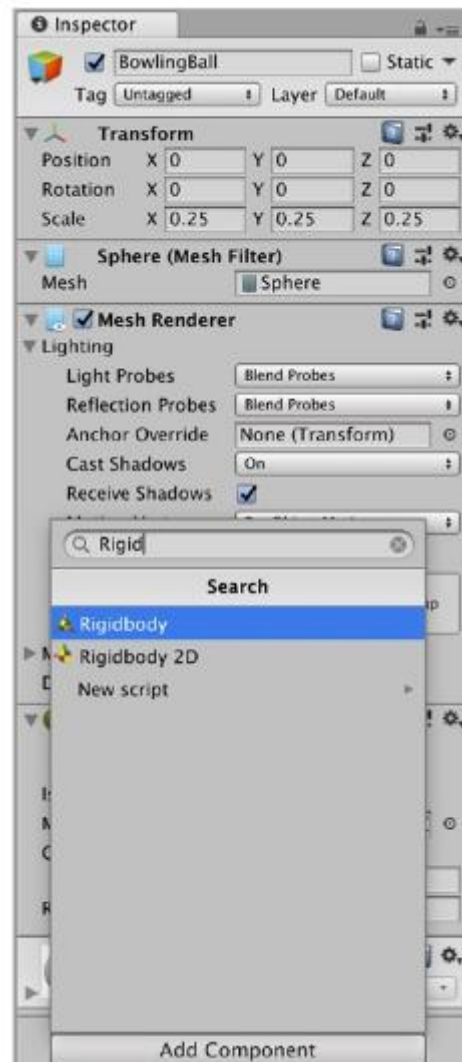 Inspector
BowlingBall Static
Tag Untagged Layer Default
Transform
Position X 0 Y 0 Z 0
Rotation X 0 Y 0 Z 0
Scale X 0.25 Y 0.25 Z 0.25
Sphere (Mesh Filter)
Mesh Sphere
Mesh Renderer
Lighting
Light Probes Blend Probes
Reflection Probes Blend Probes
Anchor Override None (Transform)
Cast Shadows On
Receive Shadows
Rigid
Search
Rigidbody
Rigidbody 2D
New script
Add Component